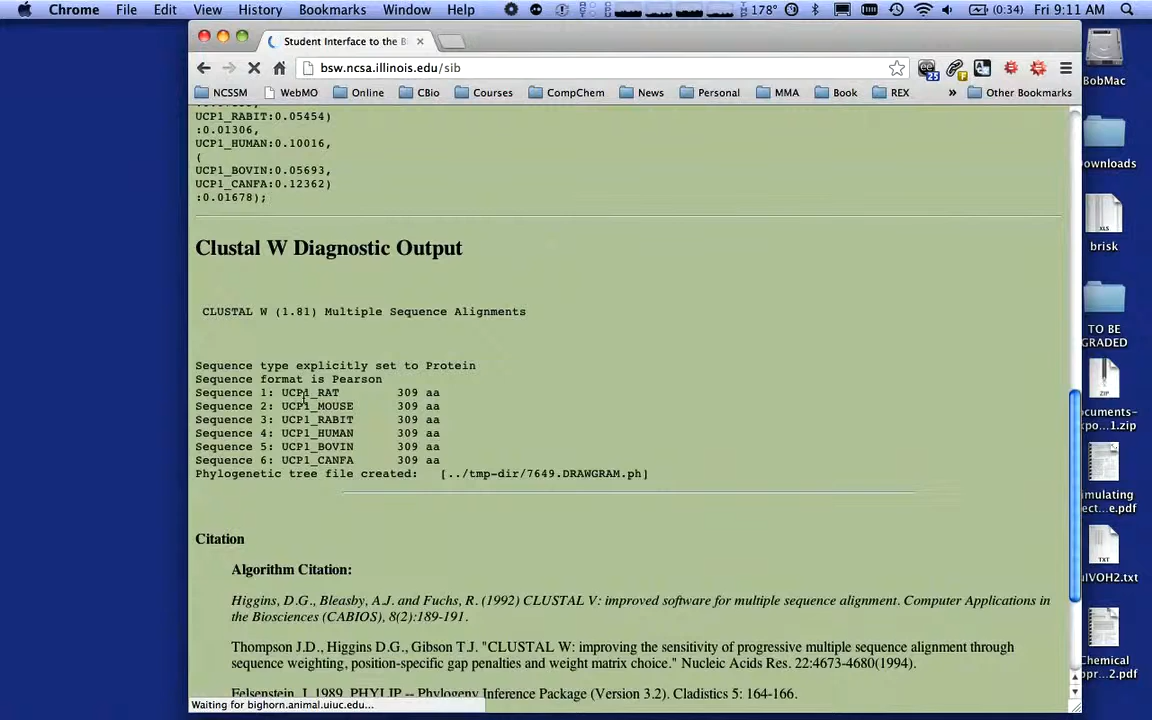 Chrome File Edit View History Bookmarks Window Help 178° (0:34) Fri 9:11 AM
Student Interface to the B
bsw.ncsa.illinois.edu/sib
NCSSM WebMO Online CBio Courses CompChem News Personal MMA Book REX » Other Bookmarks
UCP1_RABIT:0.05454)
:0.01306,
UCP1_HUMAN:0.10016,
(
UCP1_BOVIN:0.05693,
UCP1_CANFA:0.12362)
:0.01678);
Clustal W Diagnostic Output
CLUSTAL W (1.81) Multiple Sequence Alignments
Sequence type explicitly set to Protein
Sequence format is Pearson
Sequence 1: UCP1_RAT 309 aa
Sequence 2: UCP1_MOUSE 309 aa
Sequence 3: UCP1_RABIT 309 aa
Sequence 4: UCP1_HUMAN 309 aa
Sequence 5: UCP1_BOVIN 309 aa
Sequence 6: UCP1_CANFA 309 aa
Phylogenetic tree file created: [../tmp-dir/7649.DRAWGRAM.ph]
Citation
Algorithm Citation:
Higgins, D.G., Bleasby, A.J. and Fuchs, R. (1992) CLUSTAL V: improved software for multiple sequence alignment. Computer Applications in
the Biosciences (CABIOS), 8(2):189-191.
Thompson J.D., Higgins D.G., Gibson T.J. "CLUSTAL W: improving the sensitivity of progressive multiple sequence alignment through
sequence weighting, position-specific gap penalties and weight matrix choice." Nucleic Acids Res. 22:4673-4680(1994).
Felsenstein, J. 1989. PHYLIP -- Phylogeny Inference Package (Version 3.2). Cladistics 5: 164-166.
Waiting for bighorn.animal.uiuc.edu...
BobMac
ownloads
XLS
brisk
TO BE
GRADED
ZIP
ocuments-
xpo...1.zip
imulating
ect...e.pdf
TXT
ulVOH2.txt
Chemical
ppr...2.pdf